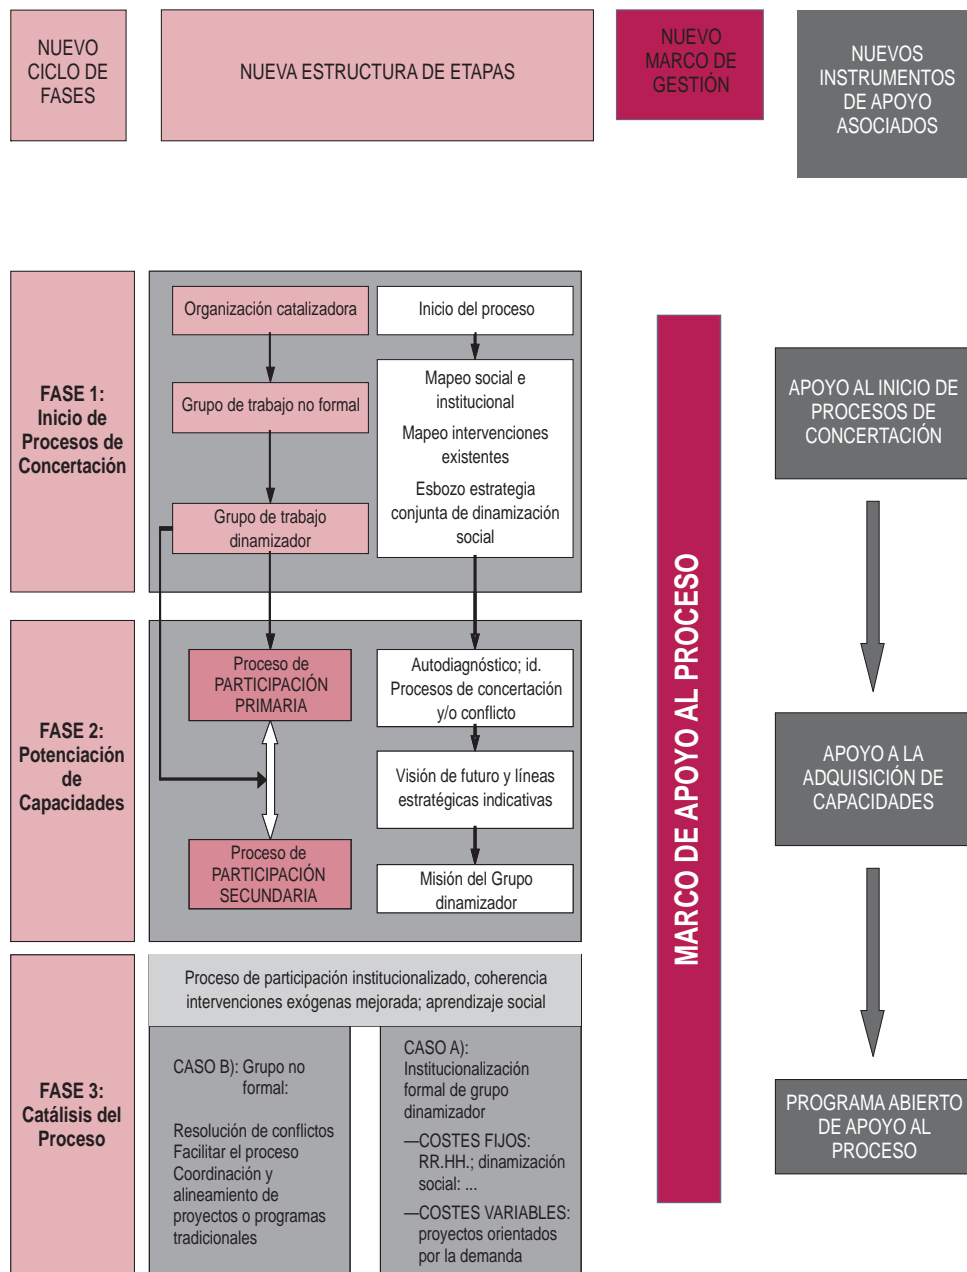 NUEVO
CICLO DE
FASES
NUEVA ESTRUCTURA DE ETAPAS
NUEVO
MARCO DE
GESTIÓN
NUEVOS
INSTRUMENTOS
DE APOYO
ASOCIADOS
FASE 1:
Inicio de
Procesos de
Concertación
Organización catalizadora
Grupo de trabajo no formal
Grupo de trabajo
dinamizador
Inicio del proceso
Mapeo social e
institucional
Mapeo intervenciones
existentes
Esbozo estrategia
conjunta de dinamización
social
FASE 2:
Potenciación
de
Capacidades
Proceso de
PARTICIPACIÓN
PRIMARIA
Proceso de
PARTICIPACIÓN
SECUNDARIA
Autodiagnóstico; id.
Procesos de concertación
y/o conflicto
Visión de futuro y líneas
estratégicas indicativas
Misión del Grupo
dinamizador
FASE 3:
Catálisis del
Proceso
Proceso de participación institucionalizado, coherencia
intervenciones exógenas mejorada; aprendizaje social
CASO B): Grupo no
formal:
Resolución de conflictos
Facilitar el proceso
Coordinación y
alineamiento de
proyectos o programas
tradicionales
CASO A):
Institucionalización
formal de grupo
dinamizador
—COSTES FIJOS:
RR.HH.; dinamización
social: ...
—COSTES VARIABLES:
proyectos orientados
por la demanda
MARCO DE APOYO AL PROCESO
APOYO AL INICIO DE
PROCESOS DE
CONCERTACIÓN
APOYO A LA
ADQUISICIÓN DE
CAPACIDADES
PROGRAMA ABIERTO
DE APOYO AL
PROCESO